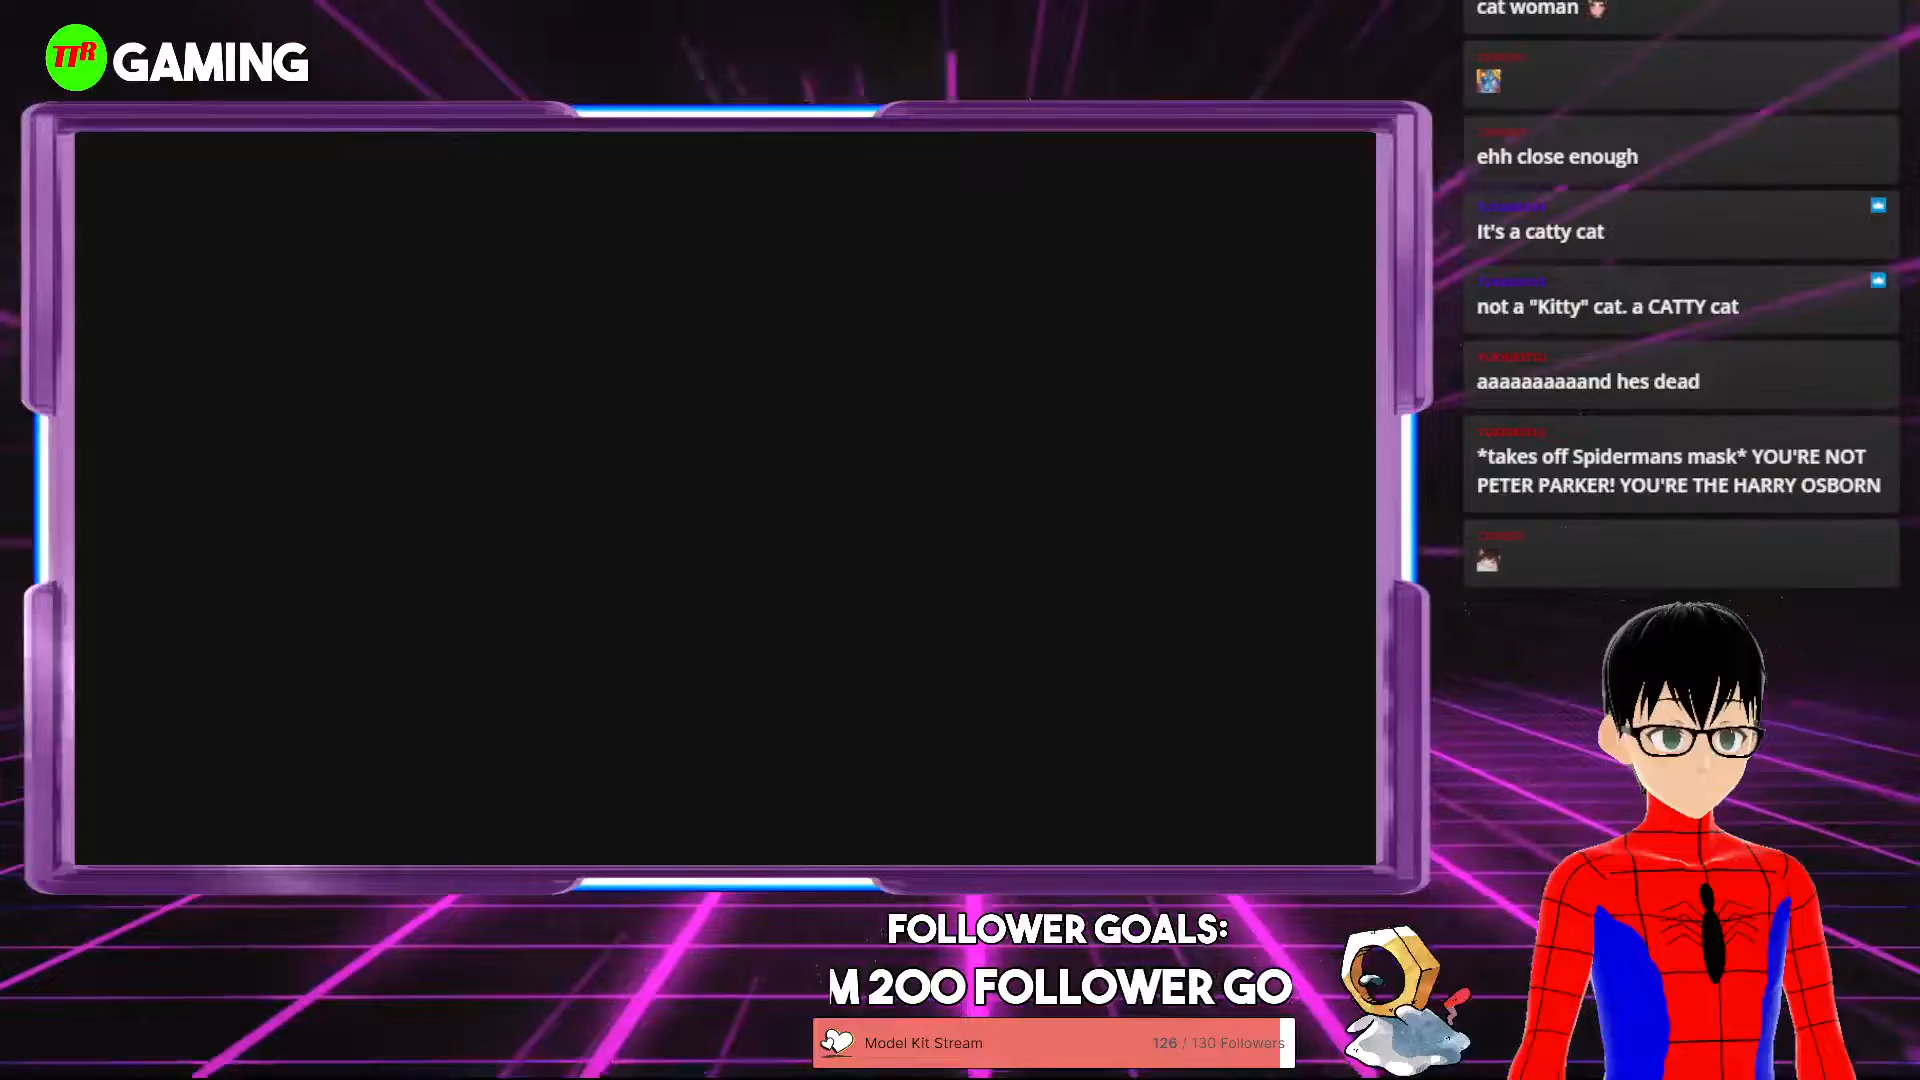 TTR GAMING
cat woman
ehh close enough
It's a catty cat
not a "Kitty" cat. a CATTY cat
aaaaaaaaaand hes dead
*takes off Spidermans mask* YOU'RE NOT
PETER PARKER! YOU'RE THE HARRY OSBORN
FOLLOWER GOALS:
M 200 FOLLOWER GO
Model Kit Stream 126 / 130 Followers